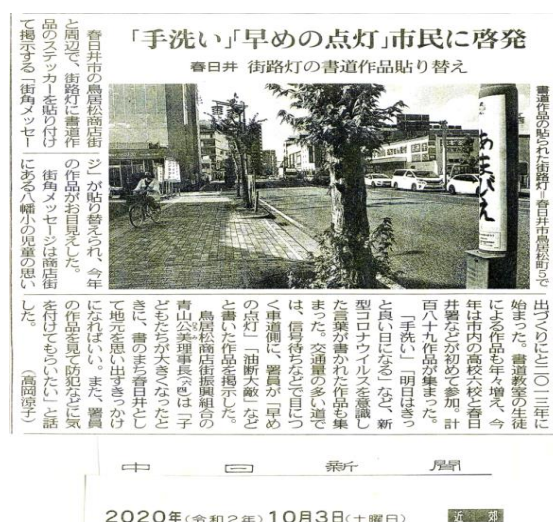 「手洗い」「早めの点灯」市民に啓発
春日井 街路灯の書道作品貼り替え
書道作品の貼られた街路灯＝春日井市鳥居松町5で
あまびえ
春日井市の鳥居松商店街
と周辺で、街路灯に書道作
品のステッカーを貼り付け
て掲示する「街角メッセー
ジ」が貼り替えられ、今年
の作品がお目見えした。
街角メッセージは商店街
にある八幡小の児童の思い
出づくりにと二〇一三年に
始まった。書道教室の生徒
による作品も年々増え、今
年は市内の高校六校と春日
井署などが初めて参加。計
百八十九作品が集まった。
「手洗い」「明日はきっ
と良い日になる」など、新
型コロナウイルスを意識し
た言葉が書かれた作品も集
まった。交通量の多い道で
は、信号待ちなどで目につ
く車道側に、署員が「早め
の点灯」「油断大敵」など
と書いた作品を掲示した。
鳥居松商店街振興組合の
青山公美理事長は「子
どもたちが大きくなったと
きに、書のまち春日井とし
て地元を思い出すきっかけ
になればいい。また、署員
の作品を見て防犯などに気
を付けてもらいたい」と話
した。 （高岡涼子）
中日新聞
2020年(令和2年)10月3日(土曜日)
近郊